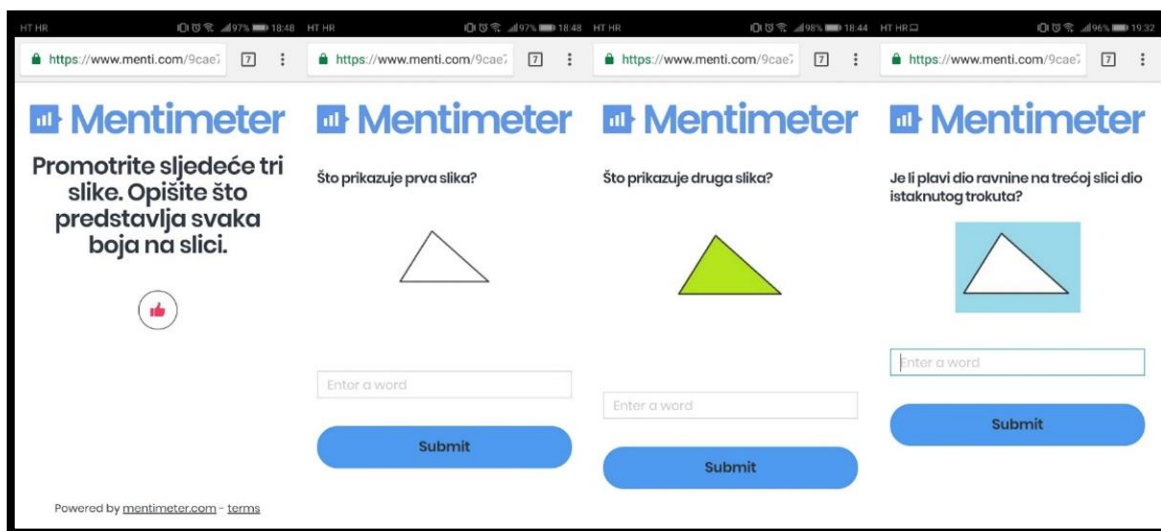 HT HR 97% 18:48
https://www.menti.com/9cae7 7
Mentimeter
Promotrite sljedeće tri
slike. Opišite što
predstavlja svaka
boja na slici.
Powered by mentimeter.com - terms
HT HR 97% 18:48
https://www.menti.com/9cae7 7
Mentimeter
Što prikazuje prva slika?
Enter a word
Submit
HT HR 98% 18:44
https://www.menti.com/9cae7 7
Mentimeter
Što prikazuje druga slika?
Enter a word
Submit
HT HR 96% 19:32
https://www.menti.com/9cae7 7
Mentimeter
Je li plavi dio ravnine na trećoj slici dio
istaknutog trokuta?
Enter a word
Submit